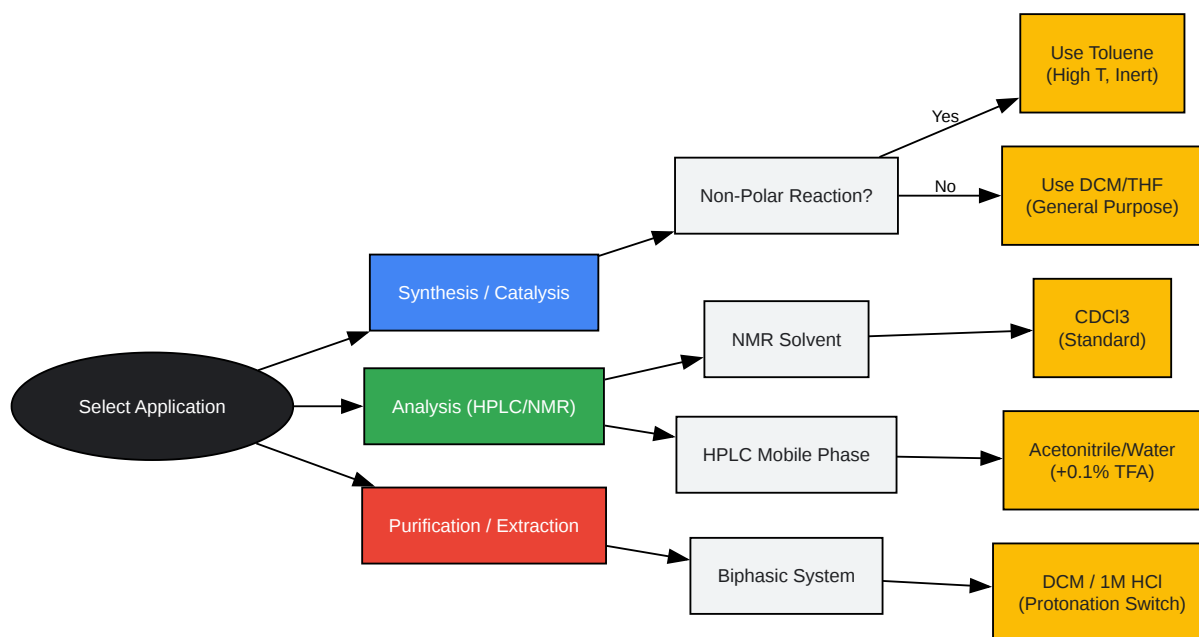 Use Toluene
(High T, Inert)
Yes
Use DCM/THF
(General Purpose)
No
Non-Polar Reaction?
Synthesis / Catalysis
NMR Solvent
CDCl3
(Standard)
Select Application
Analysis (HPLC/NMR)
HPLC Mobile Phase
Acetonitrile/Water
(+0.1% TFA)
Purification / Extraction
Biphasic System
DCM / 1M HCl
(Protonation Switch)